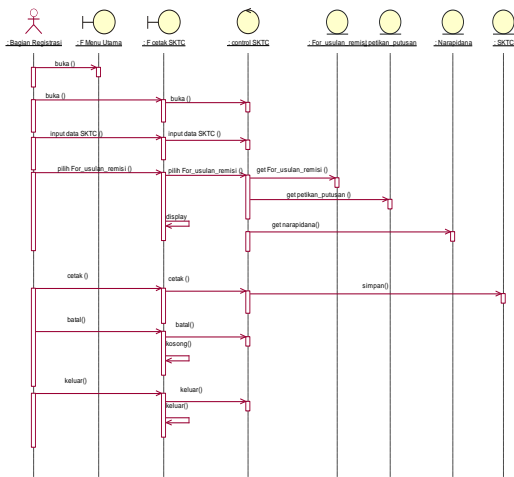 : Bagian Registrasi : F Menu Utama : F cetak SKTC : control SKTC : For_usulan_remisi petikan_putusan : Narapidana : SKTC
buka ()
buka ()
buka ()
input data SKTC () input data SKTC ()
pilih For_usulan_remisi () pilih For_usulan_remisi () get For_usulan_remisi ()
get petikan_putusan ()
display
get narapidana()
cetak () cetak ()
simpan()
batal() batal()
kosong()
keluar()
keluar()
keluar()